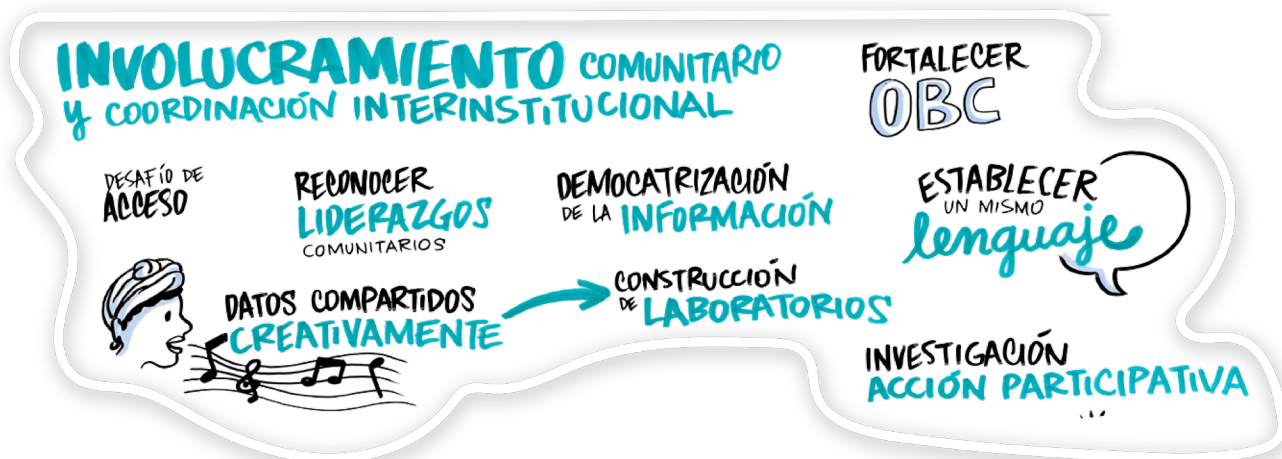 INVOLUCRAMIENTO COMUNITARIO
Y COORDINACIÓN INTERINSTITUCIONAL
FORTALECER
OBC
DESAFÍO DE
ACCESO
RECONOCER
LIDERAZGOS
COMUNITARIOS
DEMOCATRIZACIÓN
DE LA INFORMACIÓN
ESTABLECER
UN MISMO
lenguaje
DATOS COMPARTIDOS
CREATIVAMENTE
CONSTRUCCIÓN
DE LABORATORIOS
INVESTIGACIÓN
ACCIÓN PARTICIPATIVA